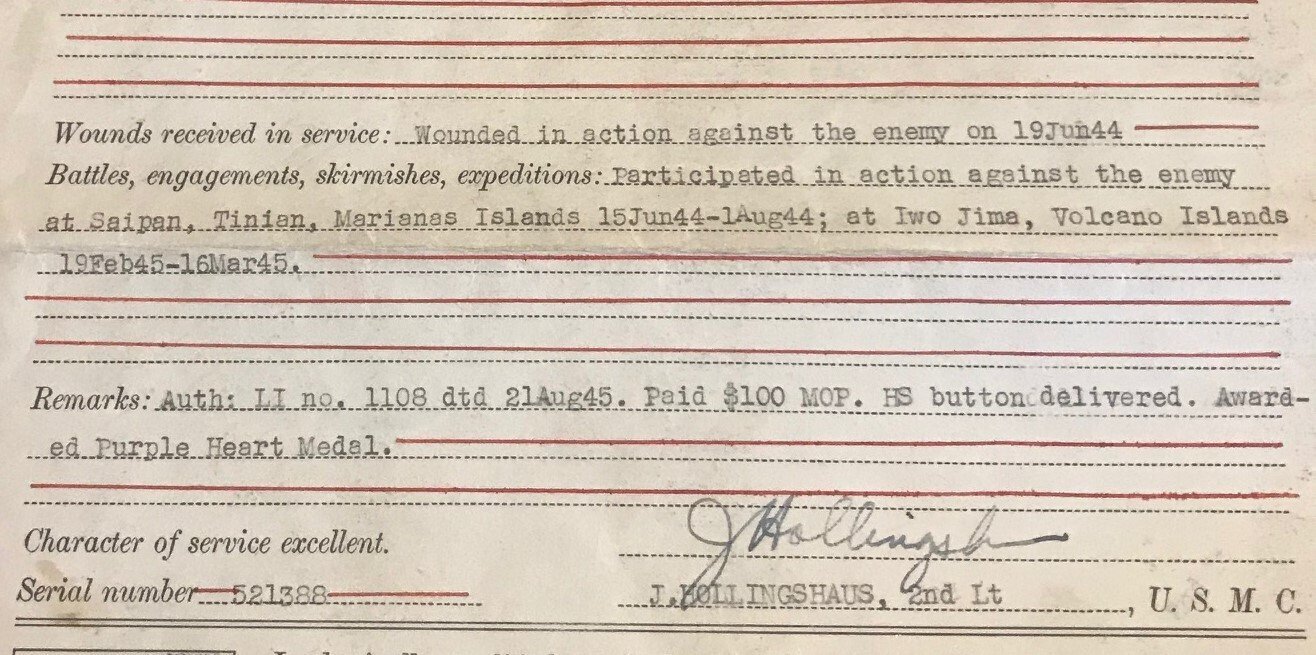 Wounds received in service: Wounded in action against the enemy on 19Jun44
Battles, engagements, skirmishes, expeditions: Participated in action against the enemy
at Saipan, Tinian, Marianas Islands 15Jun44-1Aug44; at Iwo Jima, Volcano Islands
19Feb45-16Mar45.
Remarks: Auth: LI no. 1108 dtd 21Aug45. Paid $100 MOP. HS button delivered. Award-
ed Purple Heart Medal.
J Hollingsh
Character of service excellent.
Serial number 521388
J. HOLLINGSHAUS, 2nd Lt , U. S. M. C.